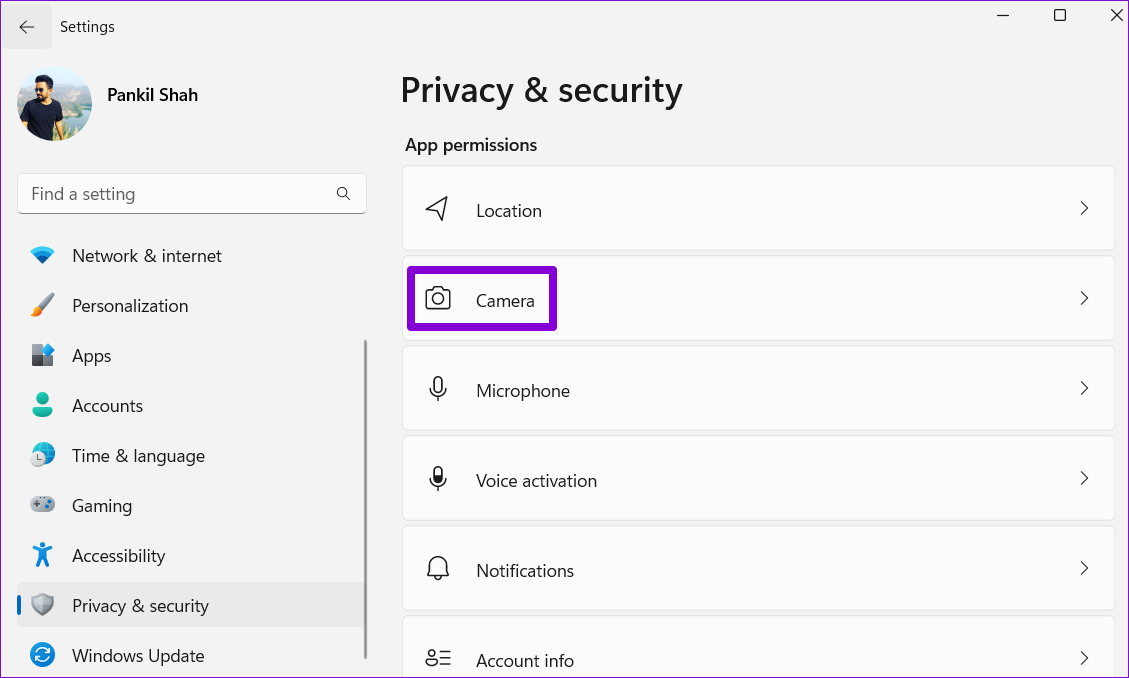 Settings
Pankil Shah
Find a setting
Network & internet
Personalization
Apps
Accounts
Time & language
Gaming
Accessibility
Privacy & security
Windows Update
Privacy & security
App permissions
Location
Camera
Microphone
Voice activation
Notifications
Account info